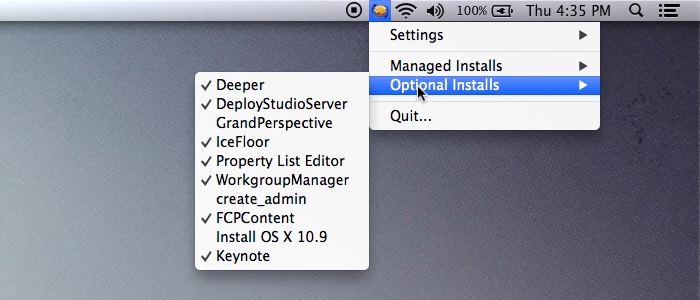 100% Thu 4:35 PM
Settings
Managed Installs
Optional Installs
Quit...
Deeper
DeployStudioServer
GrandPerspective
IceFloor
Property List Editor
WorkgroupManager
create_admin
FCPContent
Install OS X 10.9
Keynote